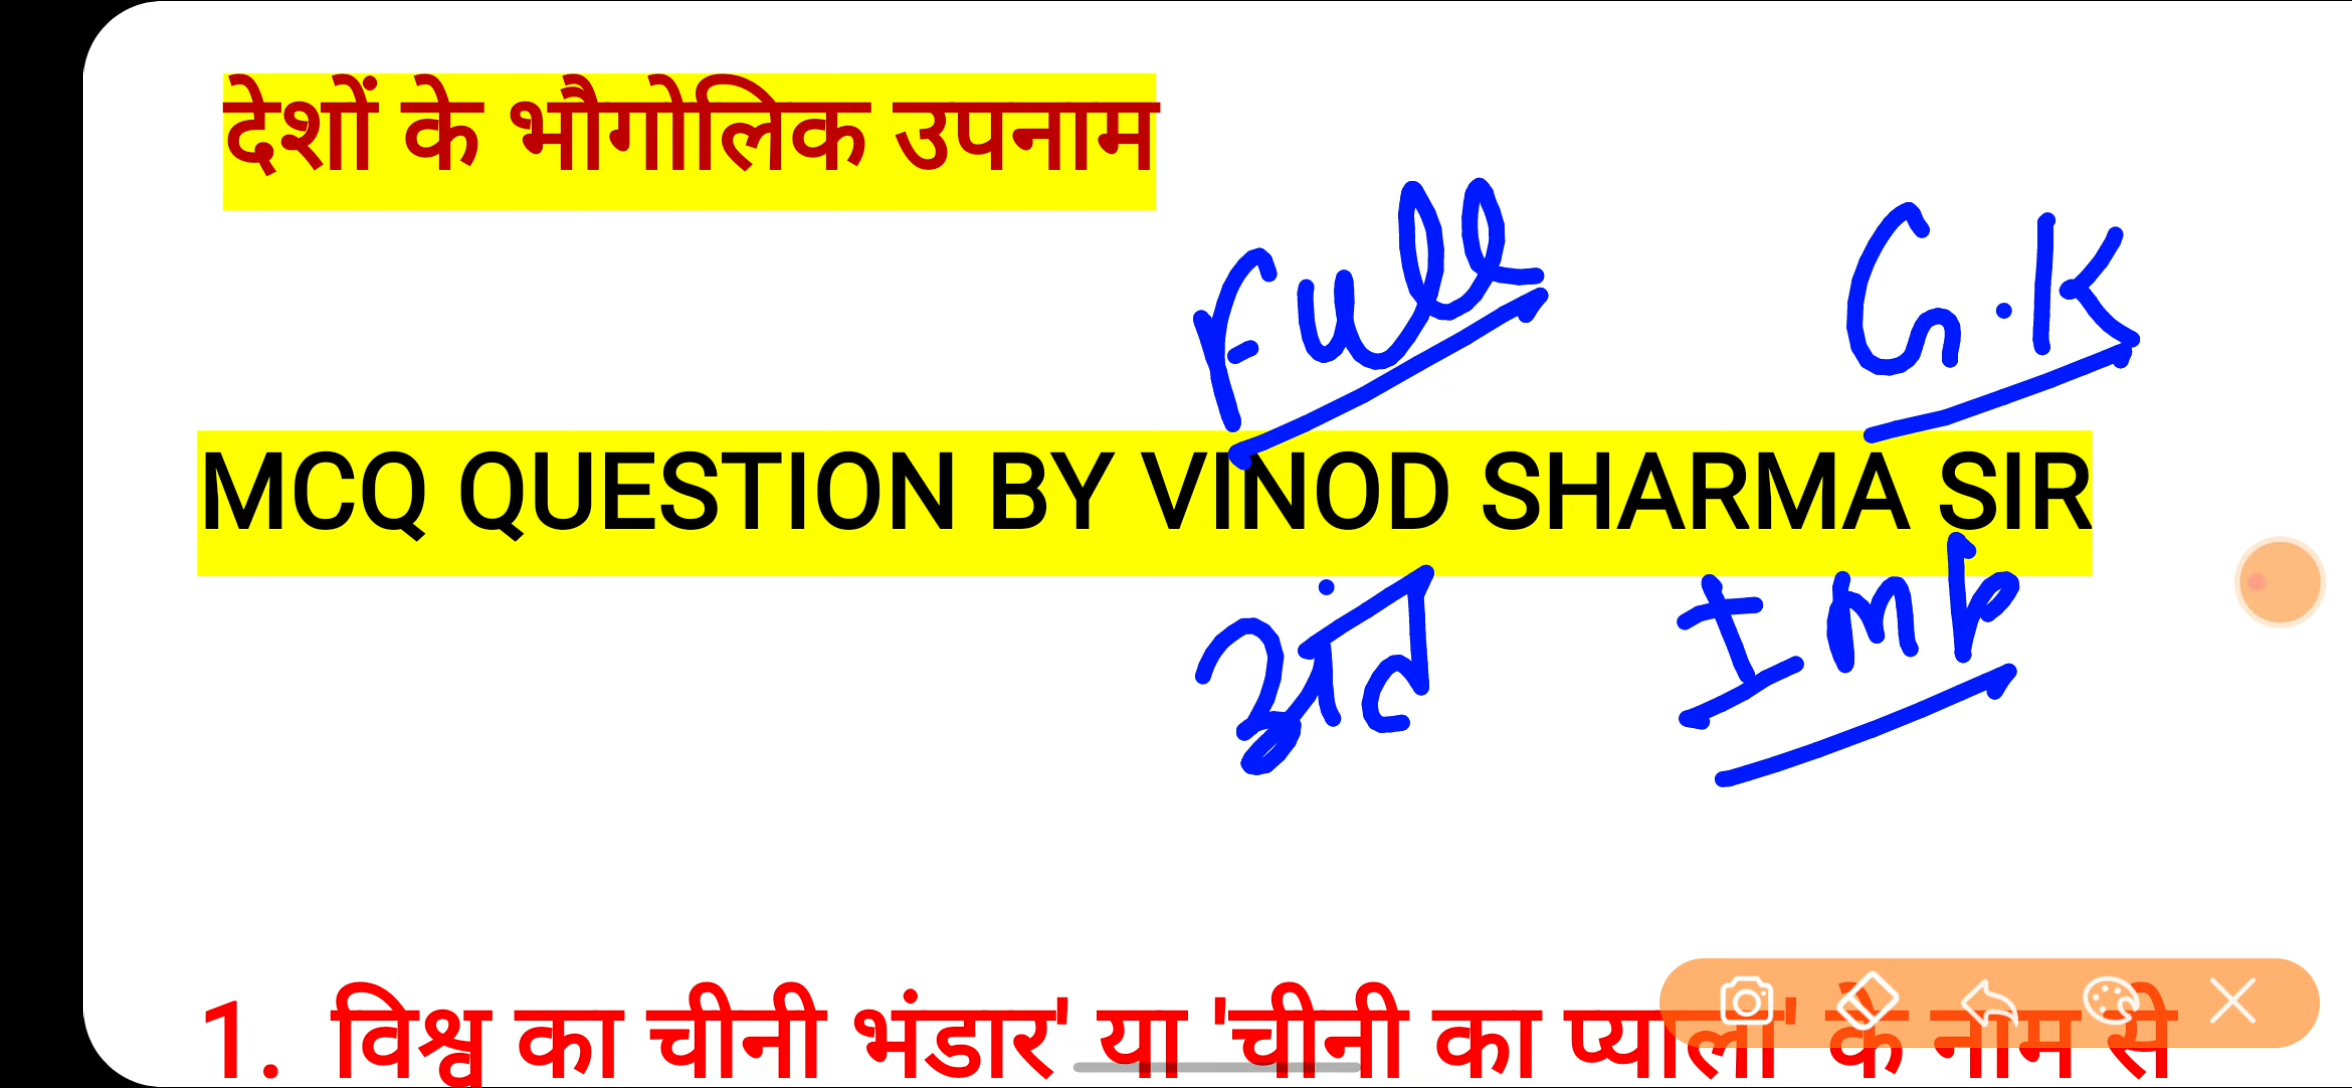 देशों के भौगोलिक उपनाम
Full G.K
MCQ QUESTION BY VINOD SHARMA SIR
अंत Imp
1. विश्व का चीनी भंडार' या 'चीनी का प्याला' के नाम से